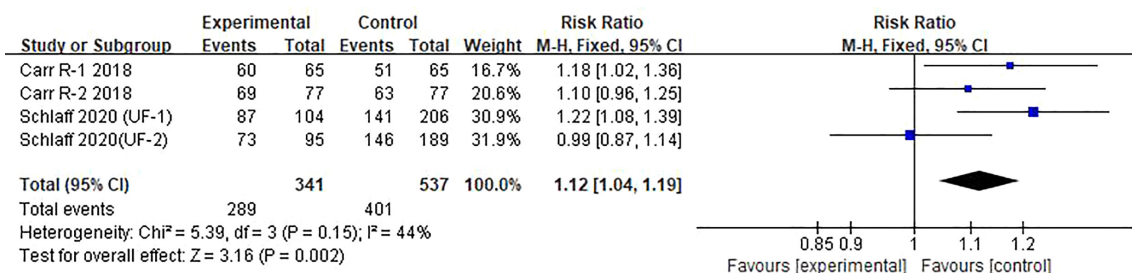 Experimental Control Risk Ratio Risk Ratio
Study or Subgroup Events Total Events Total Weight M-H, Fixed, 95% CI M-H, Fixed, 95% CI
Carr R-1 2018 60 65 51 65 16.7% 1.18 [1.02, 1.36]
Carr R-2 2018 69 77 63 77 20.6% 1.10 [0.96, 1.25]
Schlaff 2020 (UF-1) 87 104 141 206 30.9% 1.22 [1.08, 1.39]
Schlaff 2020(UF-2) 73 95 146 189 31.9% 0.99 [0.87, 1.14]
Total (95% CI) 341 537 100.0% 1.12 [1.04, 1.19]
Total events 289 401
Heterogeneity: Chi² = 5.39, df = 3 (P = 0.15); I² = 44%
Test for overall effect: Z = 3.16 (P = 0.002)
0.85 0.9 1 1.1 1.2
Favours [experimental] Favours [control]